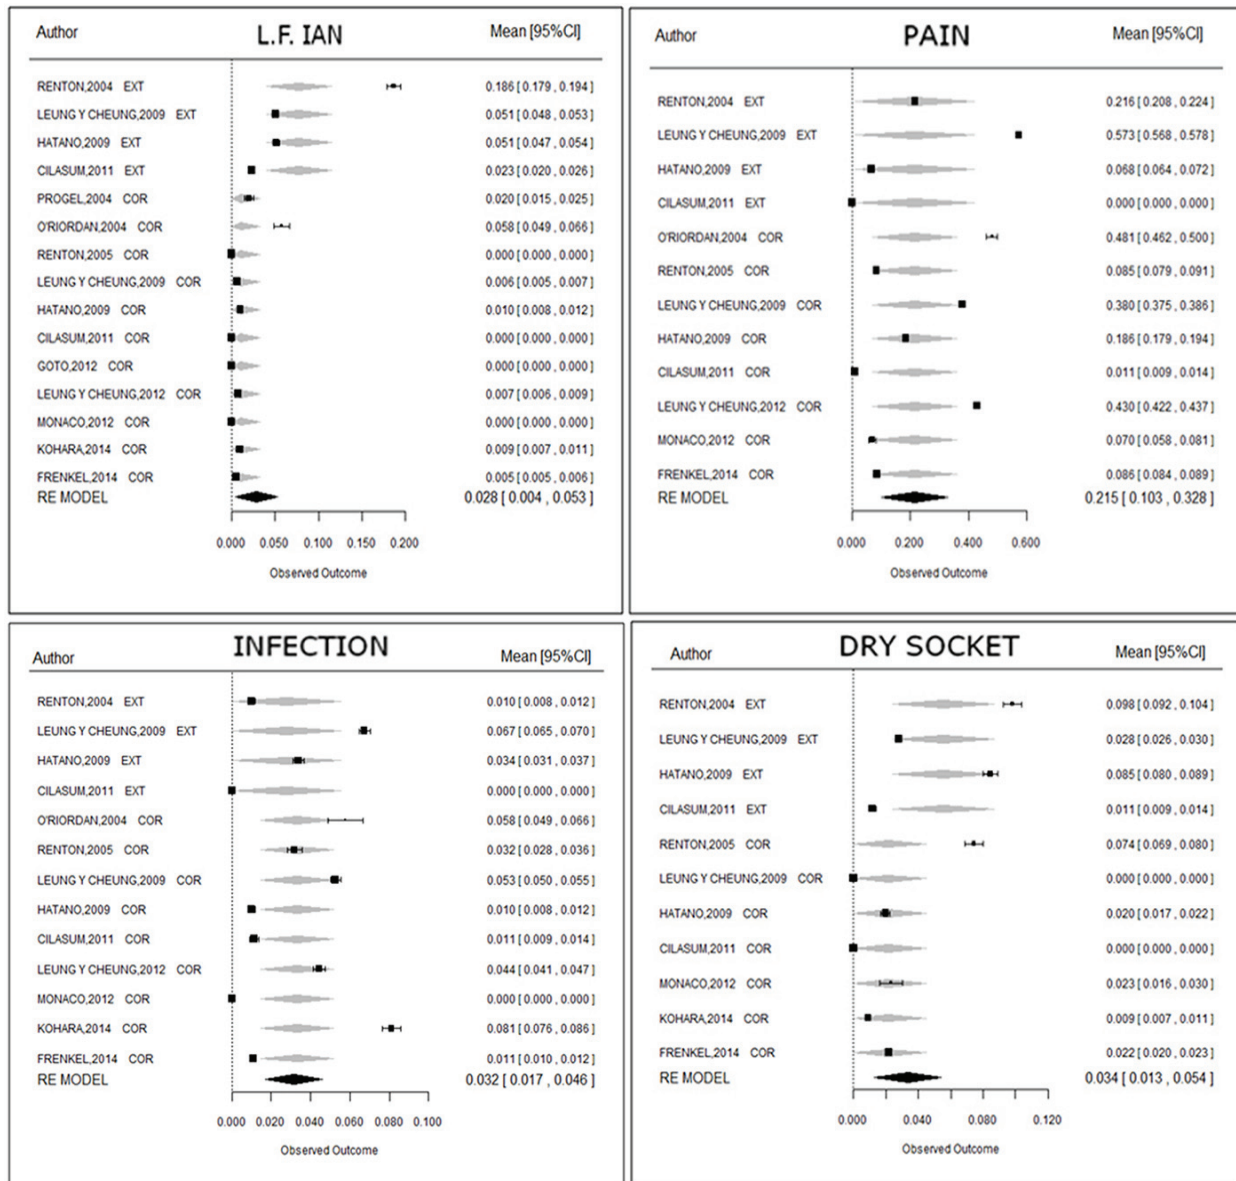 Author L.F. IAN Mean [95%CI]
RENTON,2004 EXT 0.186 [ 0.179 , 0.194 ]
LEUNG Y CHEUNG,2009 EXT 0.051 [ 0.048 , 0.053 ]
HATANO,2009 EXT 0.051 [ 0.047 , 0.054 ]
CILASUM,2011 EXT 0.023 [ 0.020 , 0.026 ]
PROGEL,2004 COR 0.020 [ 0.015 , 0.025 ]
O'RIORDAN,2004 COR 0.058 [ 0.049 , 0.066 ]
RENTON,2005 COR 0.000 [ 0.000 , 0.000 ]
LEUNG Y CHEUNG,2009 COR 0.006 [ 0.005 , 0.007 ]
HATANO,2009 COR 0.010 [ 0.008 , 0.012 ]
CILASUM,2011 COR 0.000 [ 0.000 , 0.000 ]
GOTO,2012 COR 0.000 [ 0.000 , 0.000 ]
LEUNG Y CHEUNG,2012 COR 0.007 [ 0.006 , 0.009 ]
MONACO,2012 COR 0.000 [ 0.000 , 0.000 ]
KOHARA,2014 COR 0.009 [ 0.007 , 0.011 ]
FRENKEL,2014 COR 0.005 [ 0.005 , 0.006 ]
RE MODEL 0.028 [ 0.004 , 0.053 ]
0.000 0.050 0.100 0.200
Observed Outcome
Author PAIN Mean [95%CI]
RENTON,2004 EXT 0.216 [ 0.208 , 0.224 ]
LEUNG Y CHEUNG,2009 EXT 0.573 [ 0.568 , 0.578 ]
HATANO,2009 EXT 0.068 [ 0.064 , 0.072 ]
CILASUM,2011 EXT 0.000 [ 0.000 , 0.000 ]
O'RIORDAN,2004 COR 0.481 [ 0.462 , 0.500 ]
RENTON,2005 COR 0.085 [ 0.079 , 0.091 ]
LEUNG Y CHEUNG,2009 COR 0.380 [ 0.375 , 0.386 ]
HATANO,2009 COR 0.186 [ 0.179 , 0.194 ]
CILASUM,2011 COR 0.011 [ 0.009 , 0.014 ]
LEUNG Y CHEUNG,2012 COR 0.430 [ 0.422 , 0.437 ]
MONACO,2012 COR 0.070 [ 0.058 , 0.081 ]
FRENKEL,2014 COR 0.086 [ 0.084 , 0.089 ]
RE MODEL 0.215 [ 0.103 , 0.328 ]
0.000 0.200 0.400 0.600
Observed Outcome
Author INFECTION Mean [95%CI]
RENTON,2004 EXT 0.010 [ 0.008 , 0.012 ]
LEUNG Y CHEUNG,2009 EXT 0.067 [ 0.065 , 0.070 ]
HATANO,2009 EXT 0.034 [ 0.031 , 0.037 ]
CILASUM,2011 EXT 0.000 [ 0.000 , 0.000 ]
O'RIORDAN,2004 COR 0.058 [ 0.049 , 0.066 ]
RENTON,2005 COR 0.032 [ 0.028 , 0.036 ]
LEUNG Y CHEUNG,2009 COR 0.053 [ 0.050 , 0.055 ]
HATANO,2009 COR 0.010 [ 0.008 , 0.012 ]
CILASUM,2011 COR 0.011 [ 0.009 , 0.014 ]
LEUNG Y CHEUNG,2012 COR 0.044 [ 0.041 , 0.047 ]
MONACO,2012 COR 0.000 [ 0.000 , 0.000 ]
KOHARA,2014 COR 0.081 [ 0.076 , 0.086 ]
FRENKEL,2014 COR 0.011 [ 0.010 , 0.012 ]
RE MODEL 0.032 [ 0.017 , 0.046 ]
0.000 0.020 0.040 0.060 0.080 0.100
Observed Outcome
Author DRY SOCKET Mean [95%CI]
RENTON,2004 EXT 0.098 [ 0.092 , 0.104 ]
LEUNG Y CHEUNG,2009 EXT 0.028 [ 0.026 , 0.030 ]
HATANO,2009 EXT 0.085 [ 0.080 , 0.089 ]
CILASUM,2011 EXT 0.011 [ 0.009 , 0.014 ]
RENTON,2005 COR 0.074 [ 0.069 , 0.080 ]
LEUNG Y CHEUNG,2009 COR 0.000 [ 0.000 , 0.000 ]
HATANO,2009 COR 0.020 [ 0.017 , 0.022 ]
CILASUM,2011 COR 0.000 [ 0.000 , 0.000 ]
MONACO,2012 COR 0.023 [ 0.016 , 0.030 ]
KOHARA,2014 COR 0.009 [ 0.007 , 0.011 ]
FRENKEL,2014 COR 0.022 [ 0.020 , 0.023 ]
RE MODEL 0.034 [ 0.013 , 0.054 ]
0.000 0.040 0.080 0.120
Observed Outcome